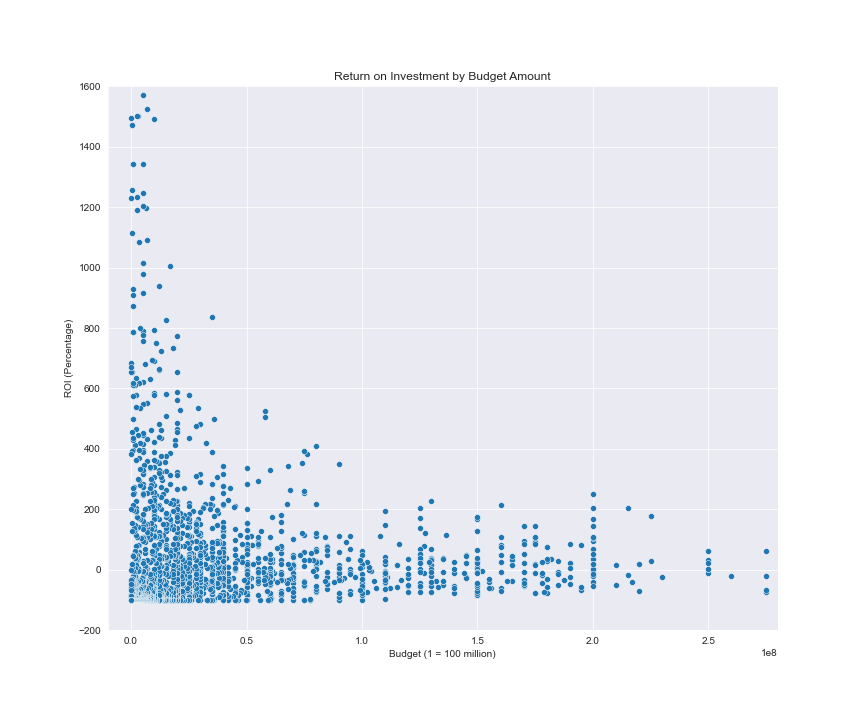 Return on Investment by Budget Amount
ROI (Percentage)
1600
1400
1200
1000
800
600
400
200
0
−200
0.0 0.5 1.0 1.5 2.0 2.5
Budget (1 = 100 million)
1e8